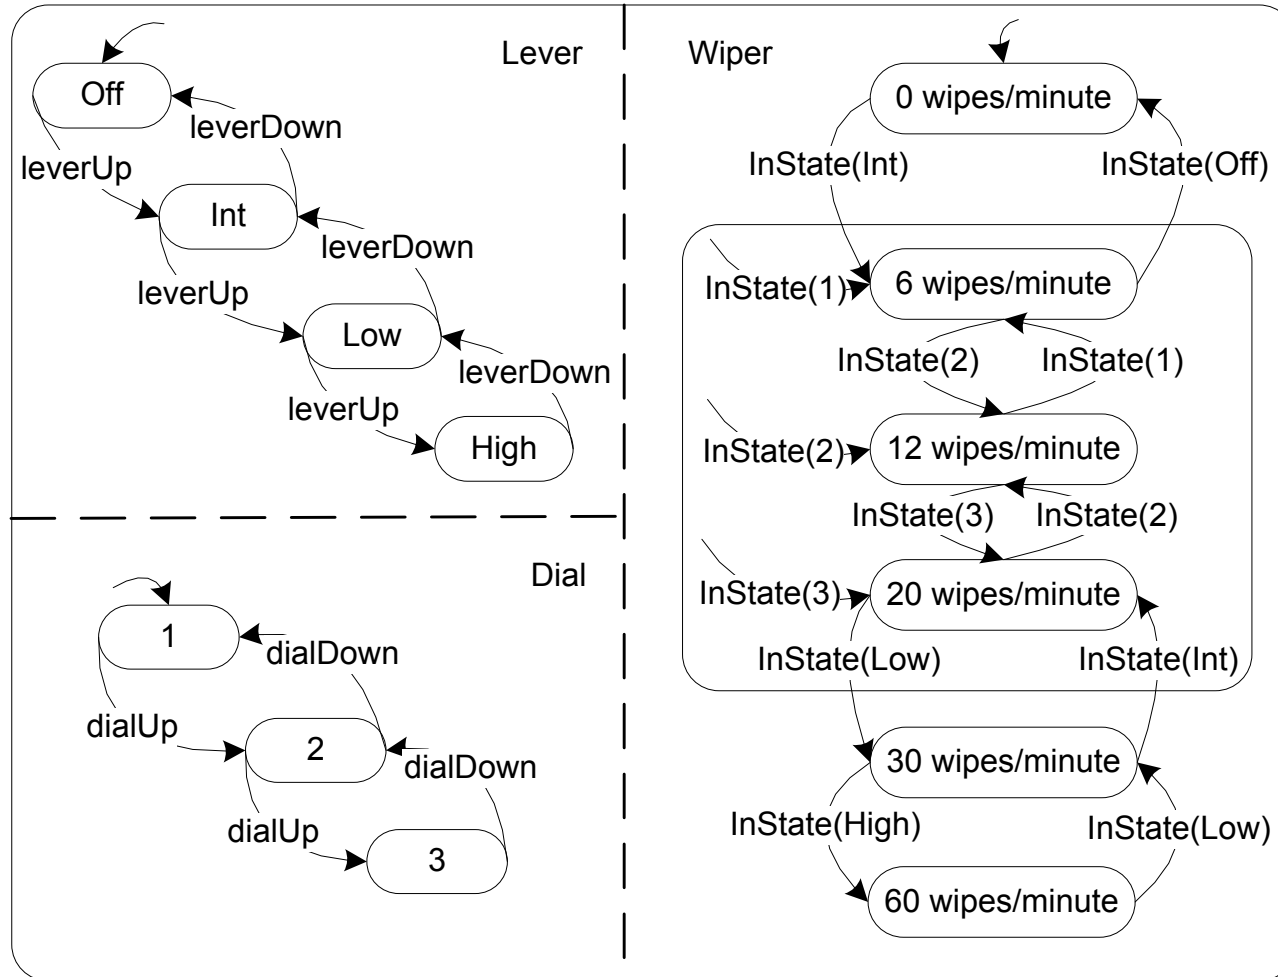 Lever
Off
leverDown
leverUp
Int
leverDown
leverUp
Low
leverDown
leverUp
High
Dial
1
dialDown
dialUp
2
dialDown
dialUp
3
Wiper
0 wipes/minute
InState(Int)
InState(Off)
6 wipes/minute
InState(1)
InState(2)
InState(1)
12 wipes/minute
InState(2)
InState(3)
InState(2)
20 wipes/minute
InState(3)
InState(Low)
InState(Int)
30 wipes/minute
InState(High)
InState(Low)
60 wipes/minute